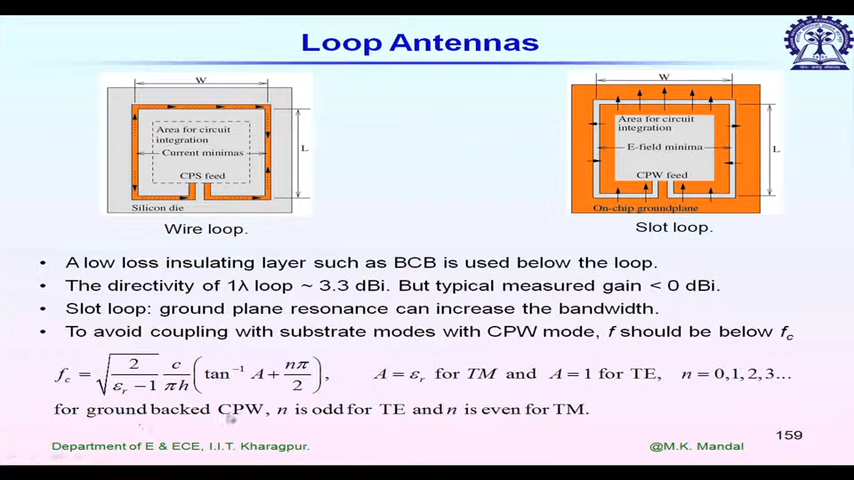 Loop Antennas
W
Area for circuit
integration
Current minimas
L
CPS feed
Silicon die
Wire loop.
W
Area for circuit
integration
E-field minima
L
CPW feed
On-chip groundplane
Slot loop.
• A low loss insulating layer such as BCB is used below the loop.
• The directivity of 1λ loop ~ 3.3 dBi. But typical measured gain < 0 dBi.
• Slot loop: ground plane resonance can increase the bandwidth.
• To avoid coupling with substrate modes with CPW mode, f should be below fc
fc = √(2/(εr − 1)) c/(πh) (tan⁻¹ A + nπ/2), A = εr for TM and A = 1 for TE, n = 0,1,2,3...
for ground backed CPW, n is odd for TE and n is even for TM.
159
Department of E & ECE, I.I.T. Kharagpur. @M.K. Mandal